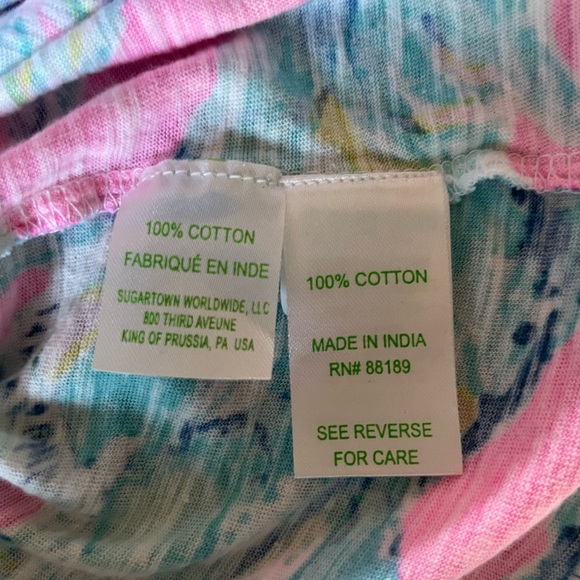 100% COTTON
FABRIQUÉ EN INDE
SUGARTOWN WORLDWIDE, LLC
800 THIRD AVEUNE
KING OF PRUSSIA, PA USA
100% COTTON
MADE IN INDIA
RN# 88189
SEE REVERSE
FOR CARE